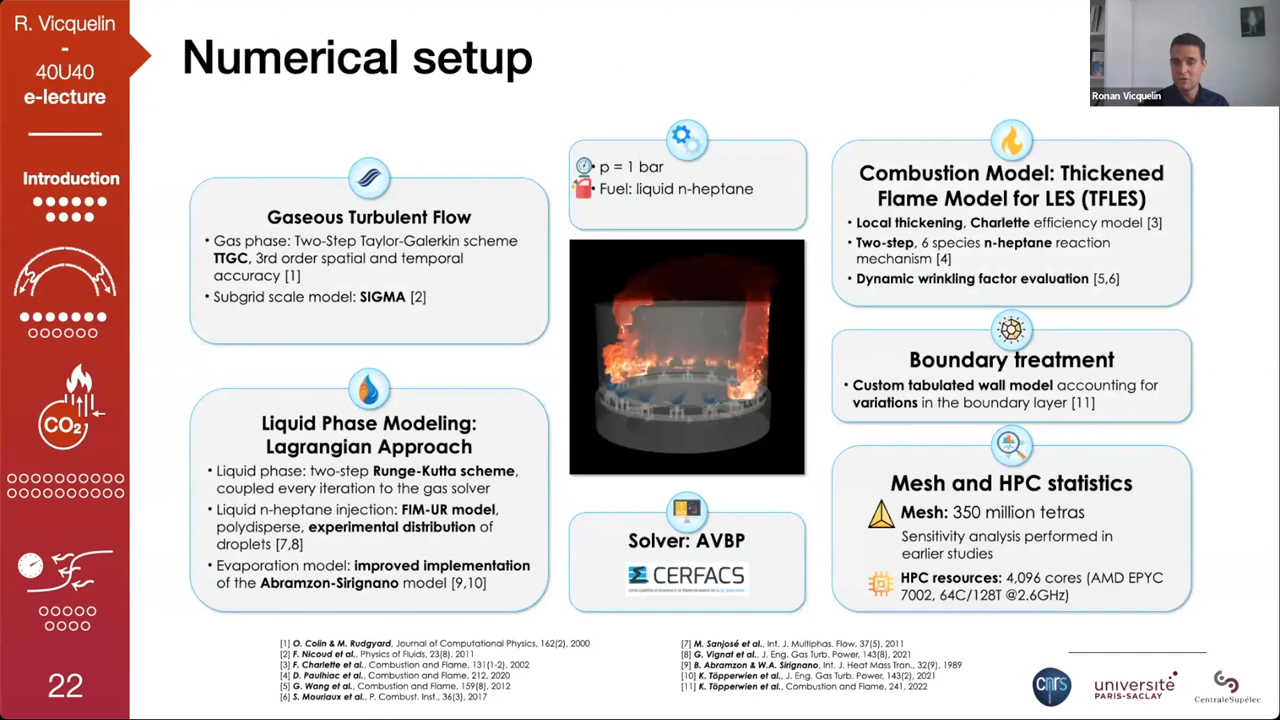 R. Vicquelin
-
40U40
e-lecture
Introduction
CO2
22
Numerical setup
Ronan Vicquelin
Gaseous Turbulent Flow
• Gas phase: Two-Step Taylor-Galerkin scheme
TTGC, 3rd order spatial and temporal
accuracy [1]
• Subgrid scale model: SIGMA [2]
Liquid Phase Modeling:
Lagrangian Approach
• Liquid phase: two-step Runge-Kutta scheme,
coupled every iteration to the gas solver
• Liquid n-heptane injection: FIM-UR model,
polydisperse, experimental distribution of
droplets [7,8]
• Evaporation model: improved implementation
of the Abramzon-Sirignano model [9,10]
• p = 1 bar
• Fuel: liquid n-heptane
Solver: AVBP
CERFACS
Combustion Model: Thickened
Flame Model for LES (TFLES)
• Local thickening, Charlette efficiency model [3]
• Two-step, 6 species n-heptane reaction
mechanism [4]
• Dynamic wrinkling factor evaluation [5,6]
Boundary treatment
• Custom tabulated wall model accounting for
variations in the boundary layer [11]
Mesh and HPC statistics
Mesh: 350 million tetras
Sensitivity analysis performed in
earlier studies
HPC resources: 4,096 cores (AMD EPYC
7002, 64C/128T @2.6GHz)
[1] O. Colin & M. Rudgyard, Journal of Computational Physics, 162(2), 2000
[2] F. Nicoud et al., Physics of Fluids, 23(8), 2011
[3] F. Charlette et al., Combustion and Flame, 131(1-2), 2002
[4] D. Paulhiac et al., Combustion and Flame, 212, 2020
[5] G. Wang et al., Combustion and Flame, 159(8), 2012
[6] S. Mouriaux et al., P. Combust. Inst., 36(3), 2017
[7] M. Sanjosé et al., Int. J. Multiphas. Flow, 37(5), 2011
[8] G. Vignat et al., J. Eng. Gas Turb. Power, 143(8), 2021
[9] B. Abramzon & W.A. Sirignano, Int. J. Heat Mass Tran., 32(9), 1989
[10] K. Töpperwien et al., J. Eng. Gas Turb. Power, 143(2), 2021
[11] K. Töpperwien et al., Combustion and Flame, 241, 2022
cnrs
université
PARIS-SACLAY
CentraleSupélec